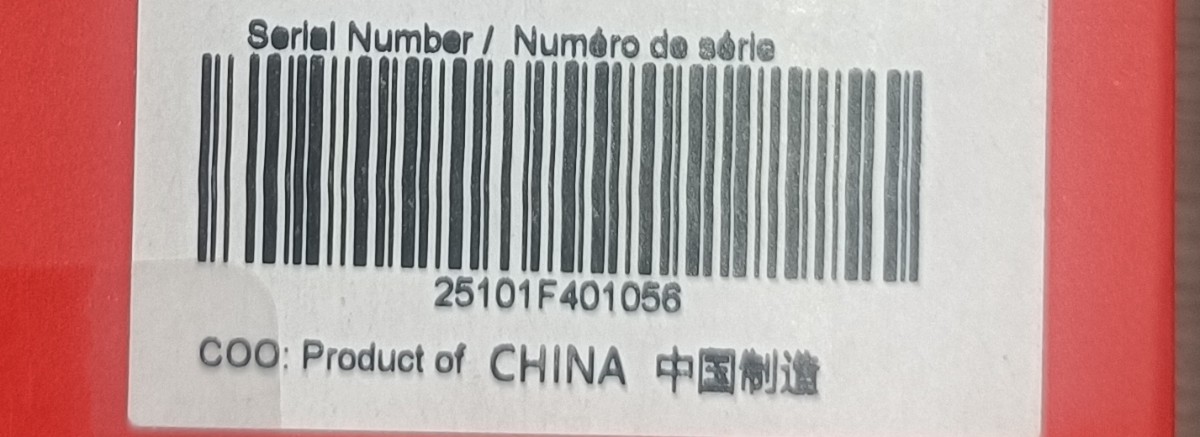 Serial Number / Numéro de série
25101F401056
COO: Product of CHINA 中国制造